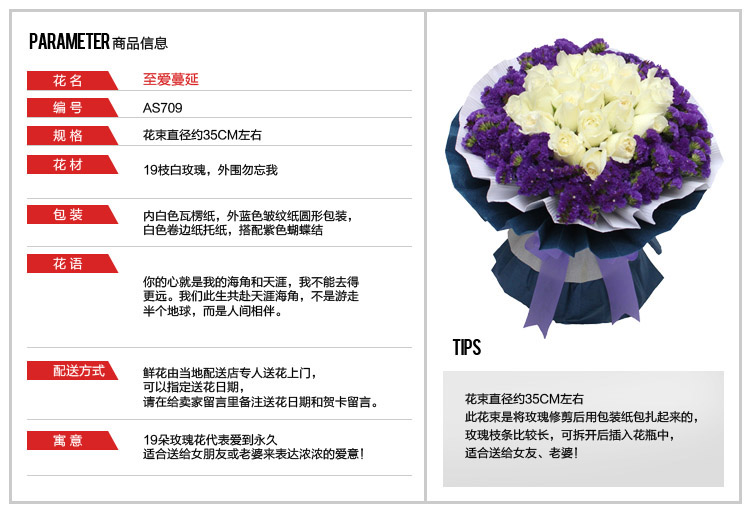 PARAMETER 商品信息
花名 至爱蔓延
编号 AS709
规格 花束直径约35CM左右
花材 19枝白玫瑰，外围勿忘我
包装 内白色瓦楞纸，外蓝色皱纹纸圆形包装，
白色卷边纸托纸，搭配紫色蝴蝶结
花语
你的心就是我的海角和天涯，我不能去得
更远。我们此生共赴天涯海角，不是游走
半个地球，而是人间相伴。
配送方式 鲜花由当地配送店专人送花上门，
可以指定送花日期，
请在给卖家留言里备注送花日期和贺卡留言。
寓意 19朵玫瑰花代表爱到永久
适合送给女朋友或老婆来表达浓浓的爱意！
TIPS
花束直径约35CM左右
此花束是将玫瑰修剪后用包装纸包扎起来的，
玫瑰枝条比较长，可拆开后插入花瓶中，
适合送给女友、老婆！